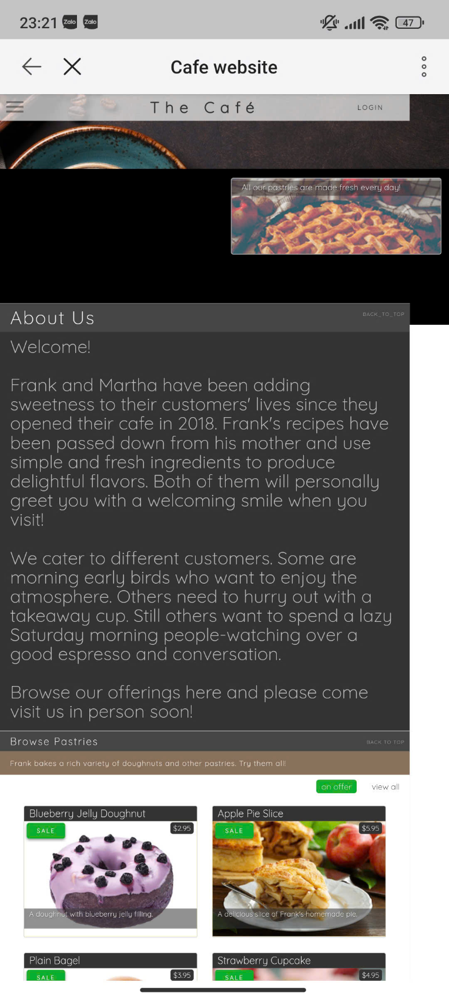 23:21 Zalo Zalo 47
Cafe website
The Café LOGIN
All our pastries are made fresh every day!
About Us BACK_TO_TOP
Welcome!
Frank and Martha have been adding
sweetness to their customers' lives since they
opened their cafe in 2018. Frank's recipes have
been passed down from his mother and use
simple and fresh ingredients to produce
delightful flavors. Both of them will personally
greet you with a welcoming smile when you
visit!
We cater to different customers. Some are
morning early birds who want to enjoy the
atmosphere. Others need to hurry out with a
takeaway cup. Still others want to spend a lazy
Saturday morning people-watching over a
good espresso and conversation.
Browse our offerings here and please come
visit us in person soon!
Browse Pastries BACK TO TOP
Frank bakes a rich variety of doughnuts and other pastries. Try them all!
on offer view all
Blueberry Jelly Doughnut
SALE $2.95
A doughnut with blueberry jelly filling.
Apple Pie Slice
SALE $5.95
A delicious slice of Frank's homemade pie.
Plain Bagel
SALE $3.95
Strawberry Cupcake
SALE $4.95